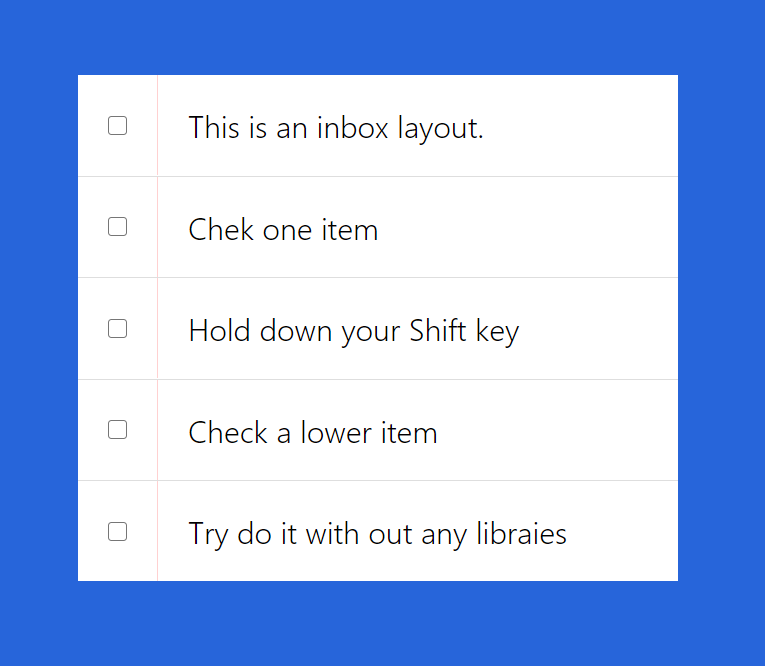 This is an inbox layout.
Chek one item
Hold down your Shift key
Check a lower item
Try do it with out any libraies